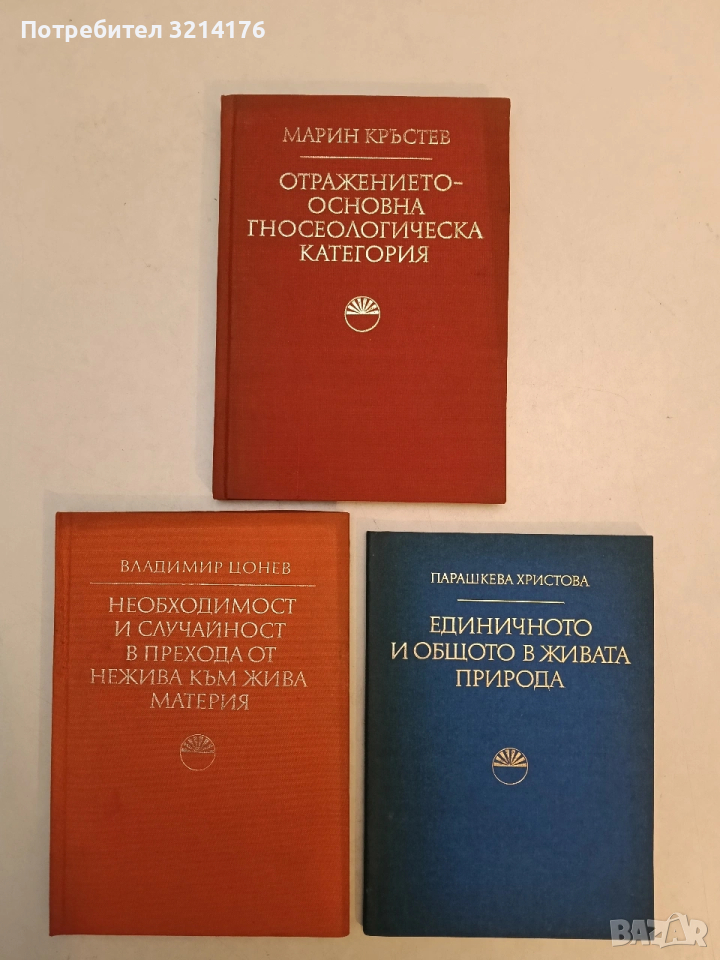 Потребител 3214176
МАРИН КРЪСТЕВ
ОТРАЖЕНИЕТО-
ОСНОВНА
ГНОСЕОЛОГИЧЕСКА
КАТЕГОРИЯ
ВЛАДИМИР ЦОНЕВ
НЕОБХОДИМОСТ
И СЛУЧАЙНОСТ
В ПРЕХОДА ОТ
НЕЖИВА КЪМ ЖИВА
МАТЕРИЯ
ПАРАШКЕВА ХРИСТОВА
ЕДИНИЧНОТО
И ОБЩОТО В ЖИВАТА
ПРИРОДА
BAZAR